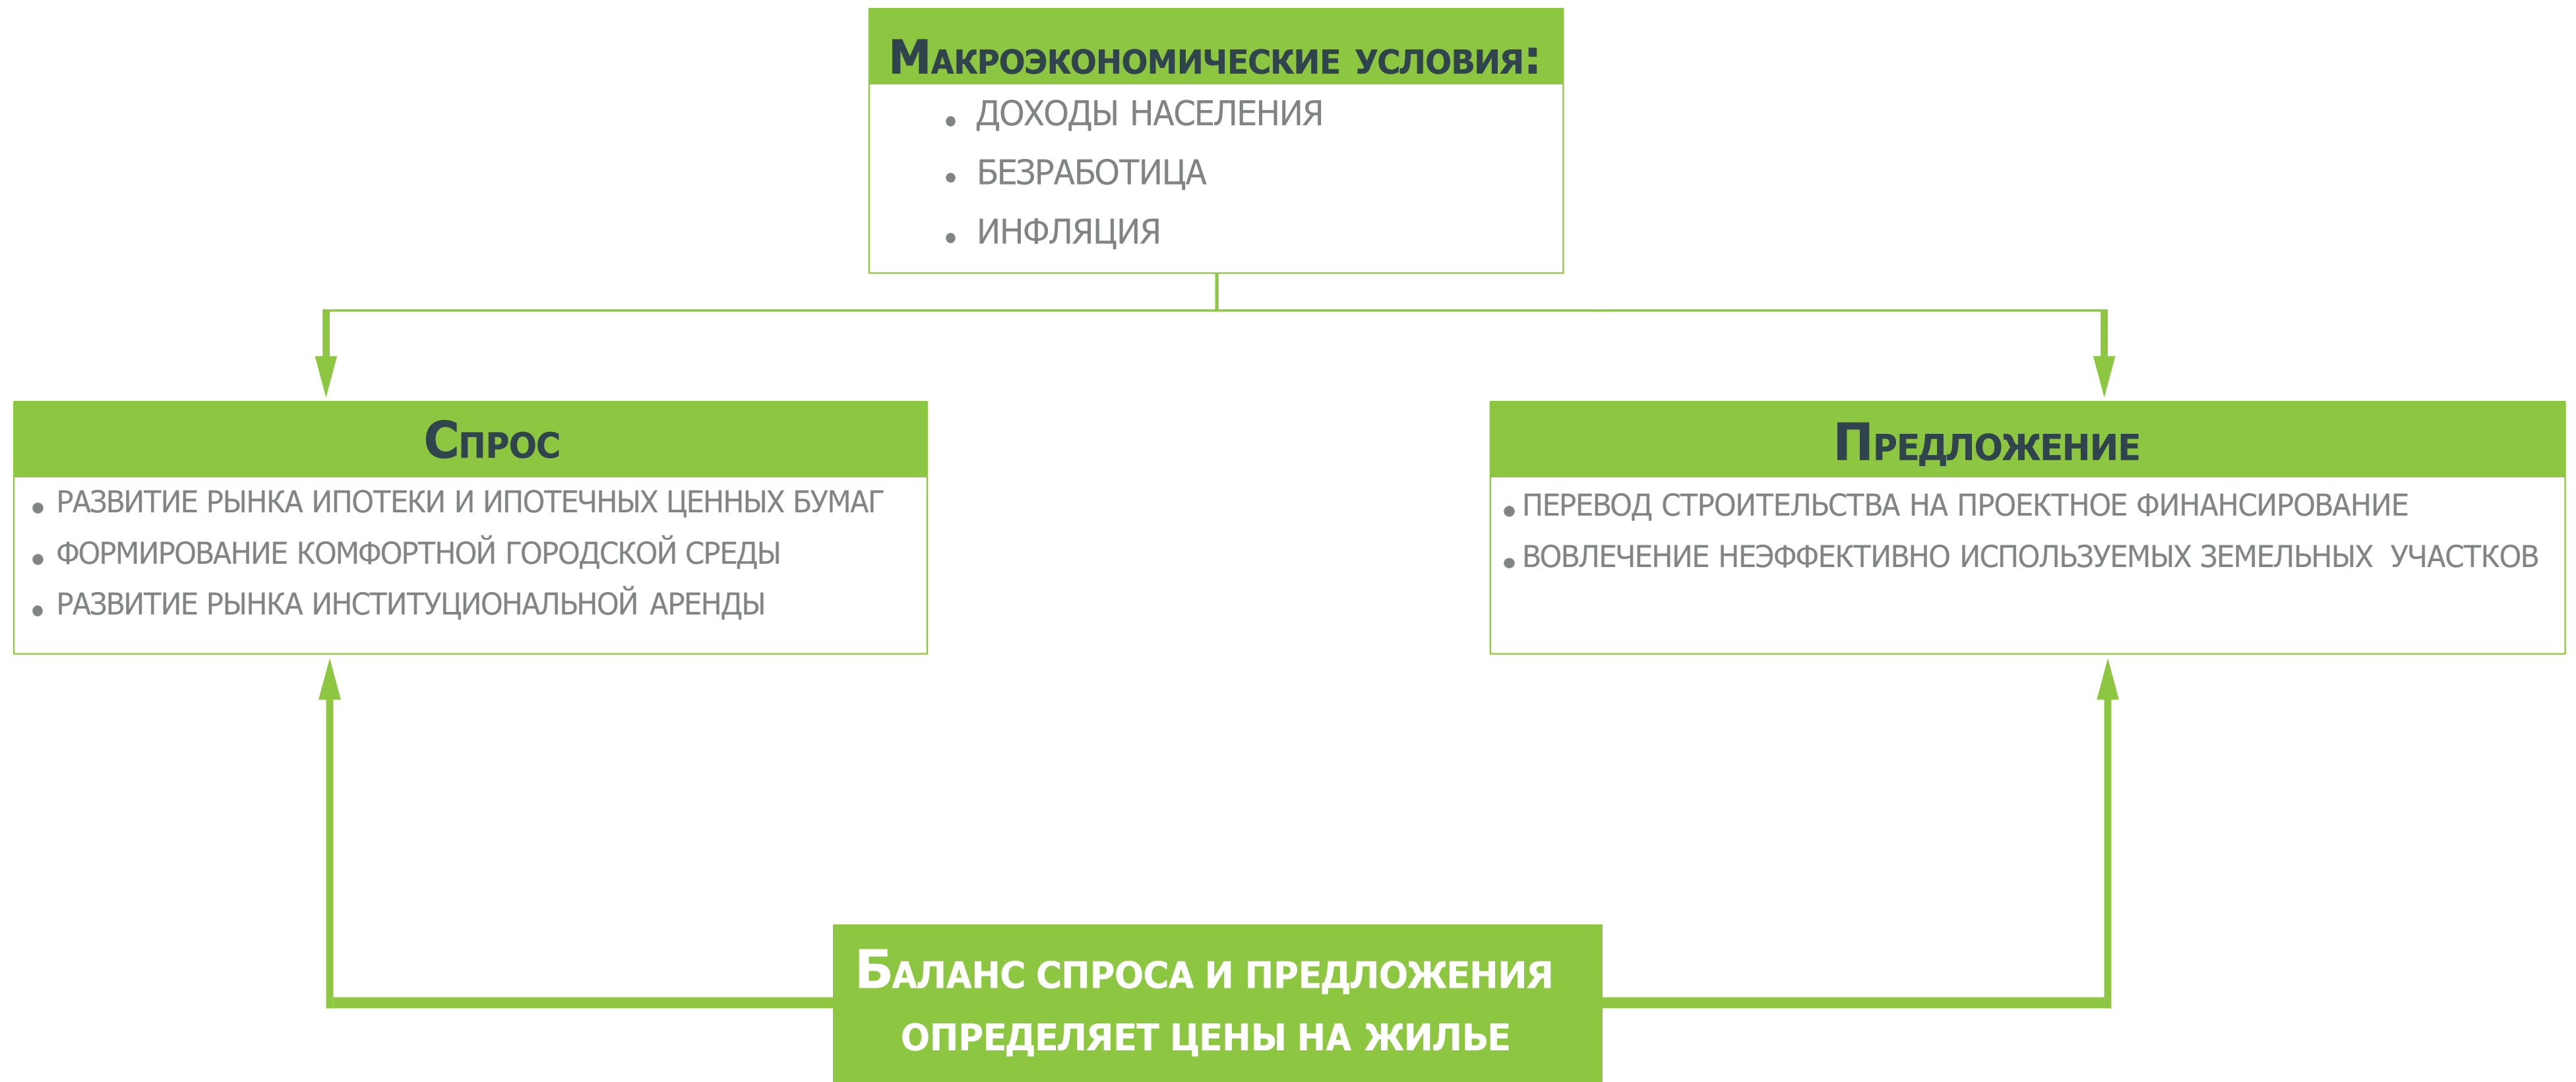 Макроэкономические условия:
• ДОХОДЫ НАСЕЛЕНИЯ
• БЕЗРАБОТИЦА
• ИНФЛЯЦИЯ
Спрос
• РАЗВИТИЕ РЫНКА ИПОТЕКИ И ИПОТЕЧНЫХ ЦЕННЫХ БУМАГ
• ФОРМИРОВАНИЕ КОМФОРТНОЙ ГОРОДСКОЙ СРЕДЫ
• РАЗВИТИЕ РЫНКА ИНСТИТУЦИОНАЛЬНОЙ АРЕНДЫ
Предложение
• ПЕРЕВОД СТРОИТЕЛЬСТВА НА ПРОЕКТНОЕ ФИНАНСИРОВАНИЕ
• ВОВЛЕЧЕНИЕ НЕЭФФЕКТИВНО ИСПОЛЬЗУЕМЫХ ЗЕМЕЛЬНЫХ УЧАСТКОВ
Баланс спроса и предложения
определяет цены на жилье